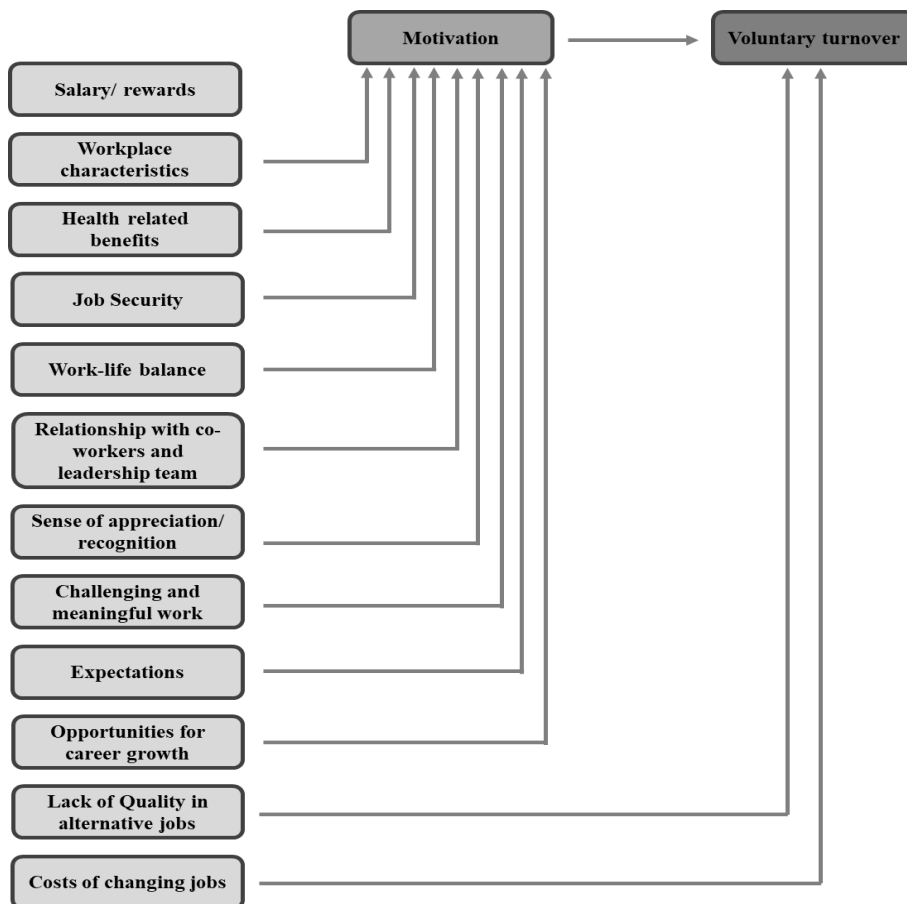 Motivation
Voluntary turnover
Salary/ rewards
Workplace
characteristics
Health related
benefits
Job Security
Work-life balance
Relationship with co-
workers and
leadership team
Sense of appreciation/
recognition
Challenging and
meaningful work
Expectations
Opportunities for
career growth
Lack of Quality in
alternative jobs
Costs of changing jobs